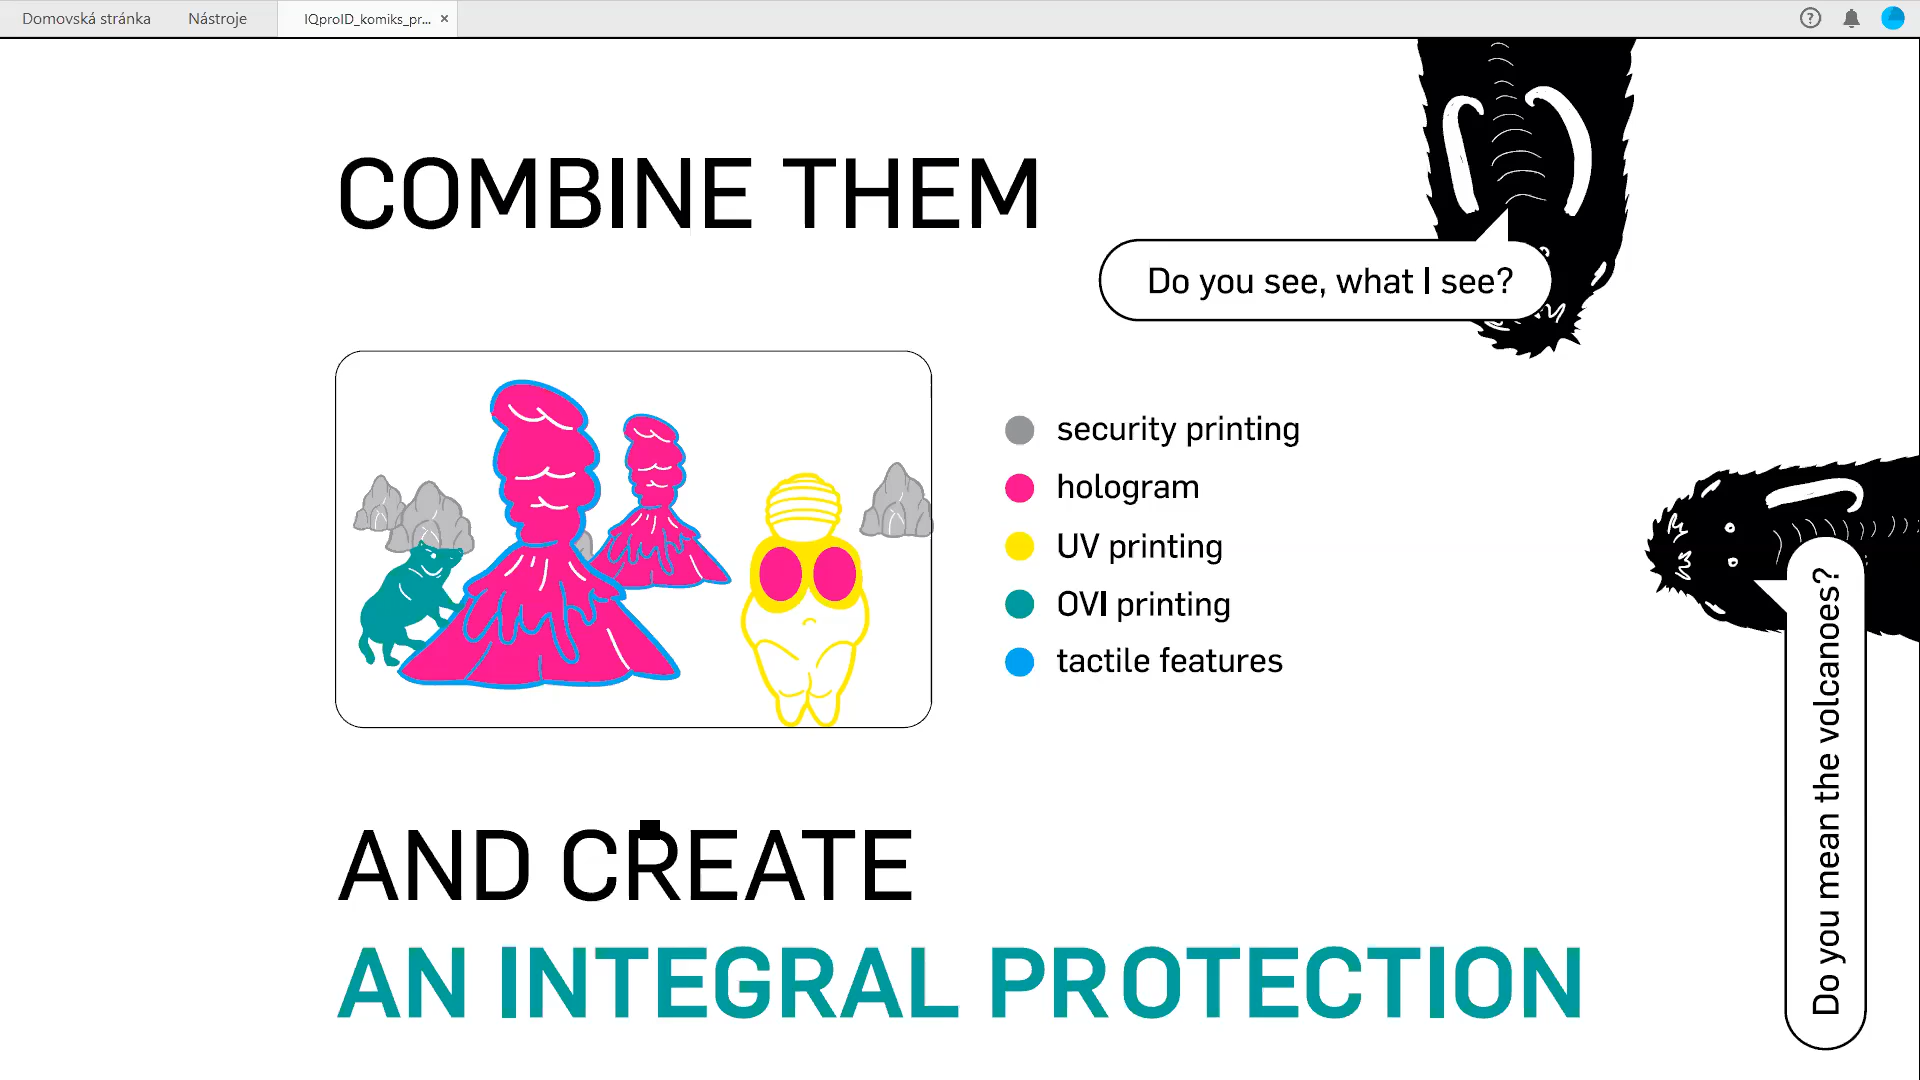 Domovská stránka
Nástroje
IQproID_komiks_pr...
COMBINE THEM
Do you see, what I see?
security printing
hologram
UV printing
OVI printing
tactile features
Do you mean the volcanoes?
AND CREATE
AN INTEGRAL PROTECTION